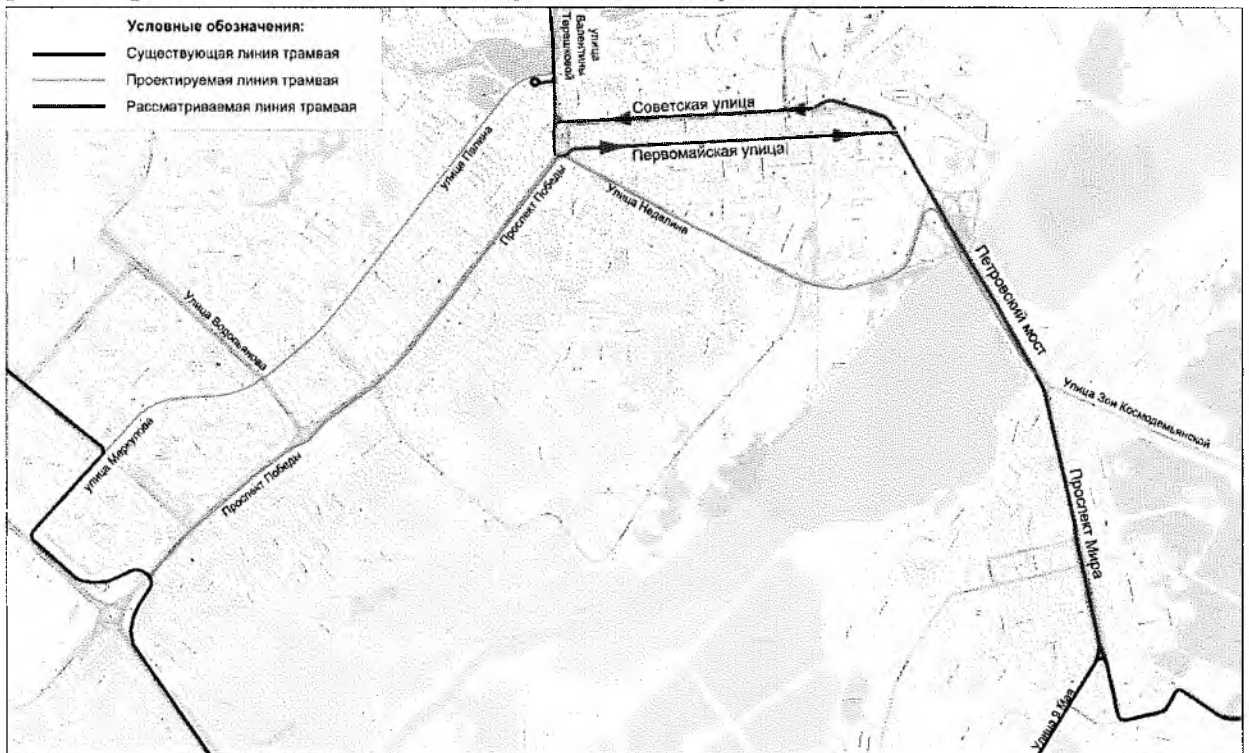 Условные обозначения:
Существующая линия трамвая
Проектируемая линия трамвая
Рассматриваемая линия трамвая
улица
Валентины
Терешковой
Советская улица
Первомайская улица
улица Папина
Проспект Победы
Улица Неделина
Петровский мост
Улица Водопьянова
Улица Зои Космодемьянской
улица Меркулова
Проспект Победы
Проспект Мира
Улица 9 Мая